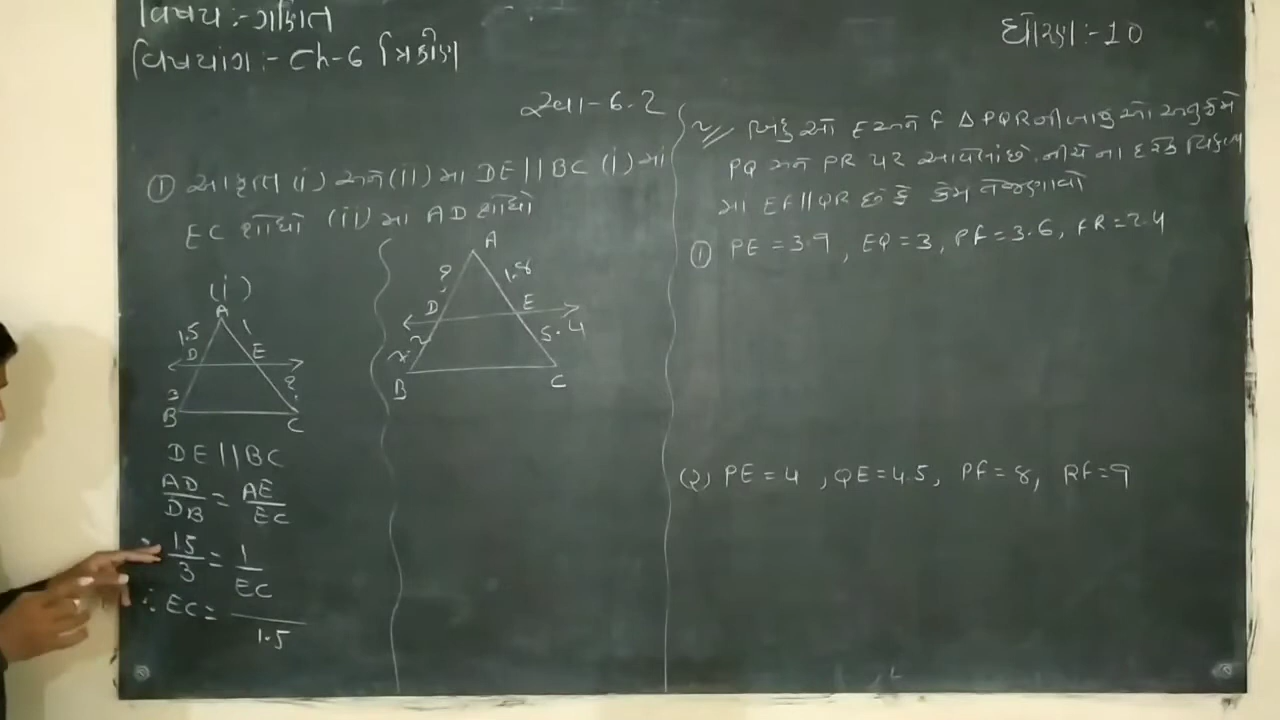 વિષય :- ગણિત
વિષયાંગ :- Ch-6 ત્રિકોણ
ધોરણ :- 10
સ્વા - 6.2
① આકૃતિ (i) અને (ii) મા DE || BC (i) માં
EC શોધો (ii) મા AD શોધો
(i)
A
1.5 1
D E
3 ?
B C
DE || BC
AD/DB = AE/EC
∴ 15/3 = 1/EC
∴ EC = /1.5
A
? 1.8
D E
7.2 5.4
B C
E અને F △ PQR ની બાજુઓ અનુક્રમે
PQ અને PR પર આવેલાં છે. નીચેના દરેક વિકલ્પ
મા EF || QR છે કે કેમ તે જણાવો
① PE = 3.9, EQ = 3, PF = 3.6, FR = 2.4
(2) PE = 4, QE = 4.5, PF = 8, RF = 9